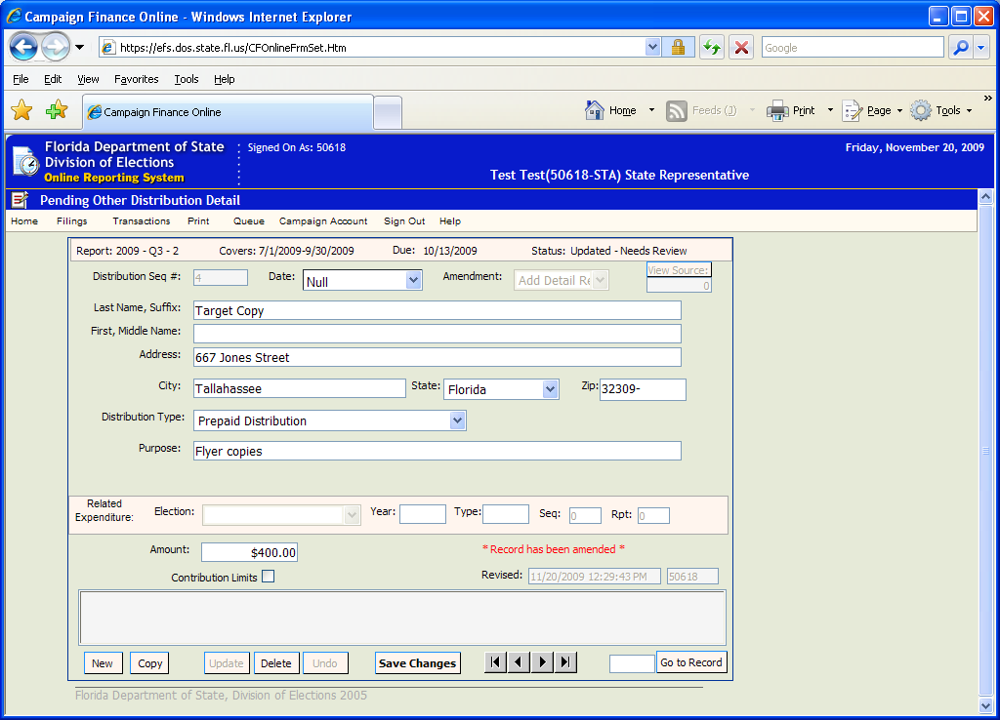 Campaign Finance Online - Windows Internet Explorer
https://efs.dos.state.fl.us/CFOnlineFrmSet.Htm
Google
File Edit View Favorites Tools Help
Campaign Finance Online
Home Feeds (J) Print Page Tools »
Florida Department of State
Division of Elections
Online Reporting System
Signed On As: 50618
Friday, November 20, 2009
Test Test(50618-STA) State Representative
Pending Other Distribution Detail
Home Filings Transactions Print Queue Campaign Account Sign Out Help
Report: 2009 - Q3 - 2 Covers: 7/1/2009-9/30/2009 Due: 10/13/2009 Status: Updated - Needs Review
Distribution Seq #: 4 Date: Null Amendment: Add Detail Re View Source:
0
Last Name, Suffix: Target Copy
First, Middle Name:
Address: 667 Jones Street
City: Tallahassee State: Florida Zip: 32309-
Distribution Type: Prepaid Distribution
Purpose: Flyer copies
Related
Expenditure:
Election: Year: Type: Seq: 0 Rpt: 0
Amount: $400.00 * Record has been amended *
Contribution Limits Revised: 11/20/2009 12:29:43 PM 50618
New Copy Update Delete Undo Save Changes Go to Record
Florida Department of State, Division of Elections 2005